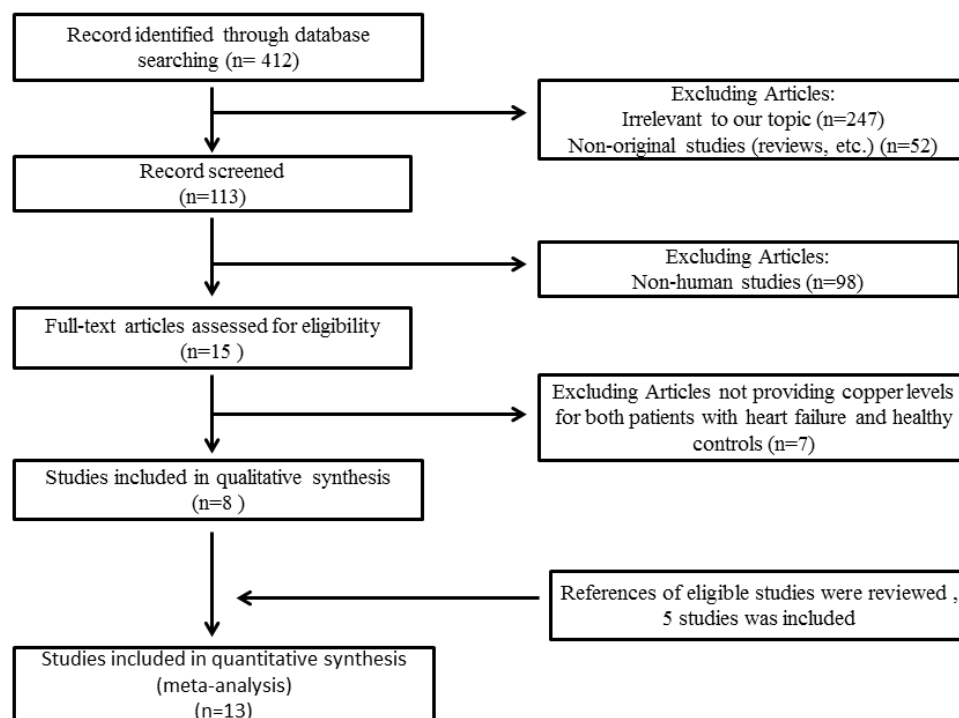 Record identified through database
searching (n= 412)
Excluding Articles:
Irrelevant to our topic (n=247)
Non-original studies (reviews, etc.) (n=52)
Record screened
(n=113)
Excluding Articles:
Non-human studies (n=98)
Full-text articles assessed for eligibility
(n=15 )
Excluding Articles not providing copper levels
for both patients with heart failure and healthy
controls (n=7)
Studies included in qualitative synthesis
(n=8 )
References of eligible studies were reviewed ,
5 studies was included
Studies included in quantitative synthesis
(meta-analysis)
(n=13)